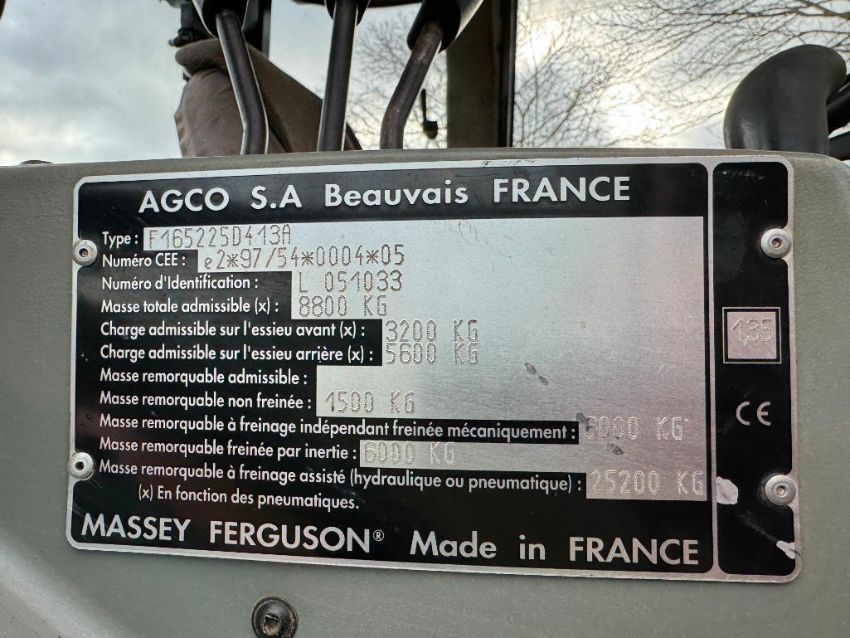 AGCO S.A Beauvais FRANCE
Type : F165225D413A
Numéro CEE : e2*97/54*0004*05
Numéro d'Identification : L 051033
Masse totale admissible (x) : 8800 KG
Charge admissible sur l'essieu avant (x) : 3200 KG
Charge admissible sur l'essieu arrière (x) : 5600 KG
Masse remorquable admissible :
Masse remorquable non freinée : 1500 KG
Masse remorquable à freinage indépendant freinée mécaniquement : 6000 KG
Masse remorquable freinée par inertie : 6000 KG
Masse remorquable à freinage assisté (hydraulique ou pneumatique) : 25200 KG
(x) En fonction des pneumatiques.
MASSEY FERGUSON® Made in FRANCE
1,35
CE